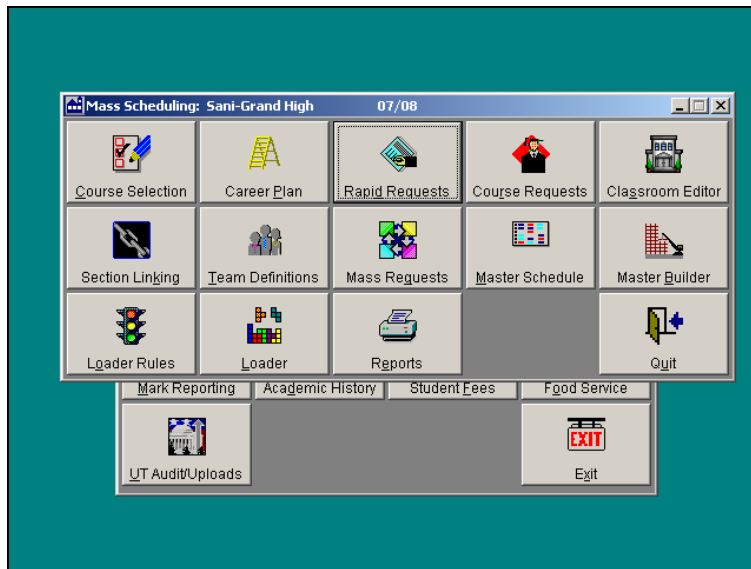 Mass Scheduling: Sani-Grand High 07/08
Course Selection
Career Plan
Rapid Requests
Course Requests
Classroom Editor
Section Linking
Team Definitions
Mass Requests
Master Schedule
Master Builder
Loader Rules
Loader
Reports
Quit
Mark Reporting
Academic History
Student Fees
Food Service
UT Audit/Uploads
EXIT
Exit